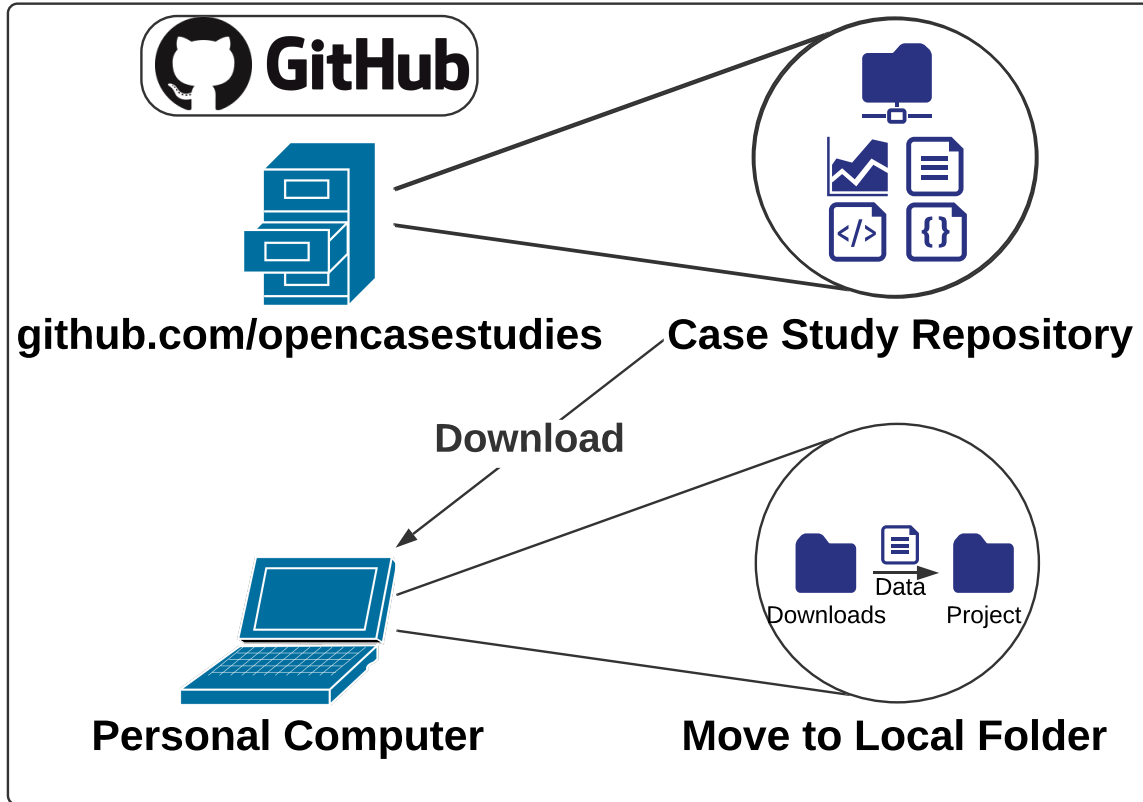 GitHub
</>
{}
github.com/opencasestudies
Case Study Repository
Download
Data
Downloads
Project
Personal Computer
Move to Local Folder